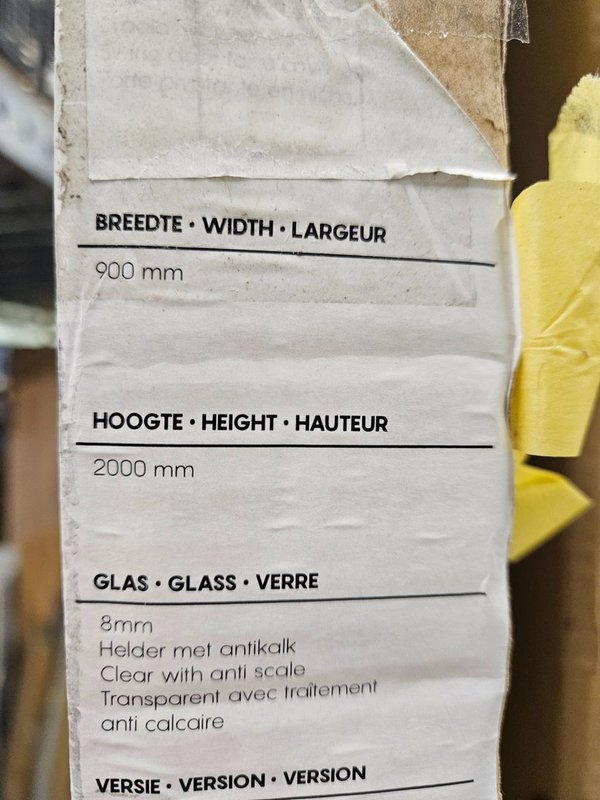 BREEDTE • WIDTH • LARGEUR
900 mm
HOOGTE • HEIGHT • HAUTEUR
2000 mm
GLAS • GLASS • VERRE
8mm
Helder met antikalk
Clear with anti scale
Transparent avec traîtement
anti calcaire
VERSIE • VERSION • VERSION